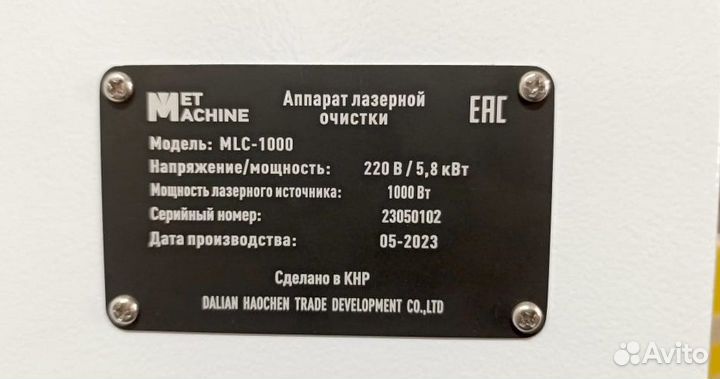 MET MACHINE
Аппарат лазерной
очистки
EAC
Модель: MLC-1000
Напряжение/мощность: 220 В / 5,8 кВт
Мощность лазерного источника: 1000 Вт
Серийный номер: 23050102
Дата производства: 05-2023
Сделано в КНР
DALIAN HAOCHEN TRADE DEVELOPMENT CO.,LTD
Avito